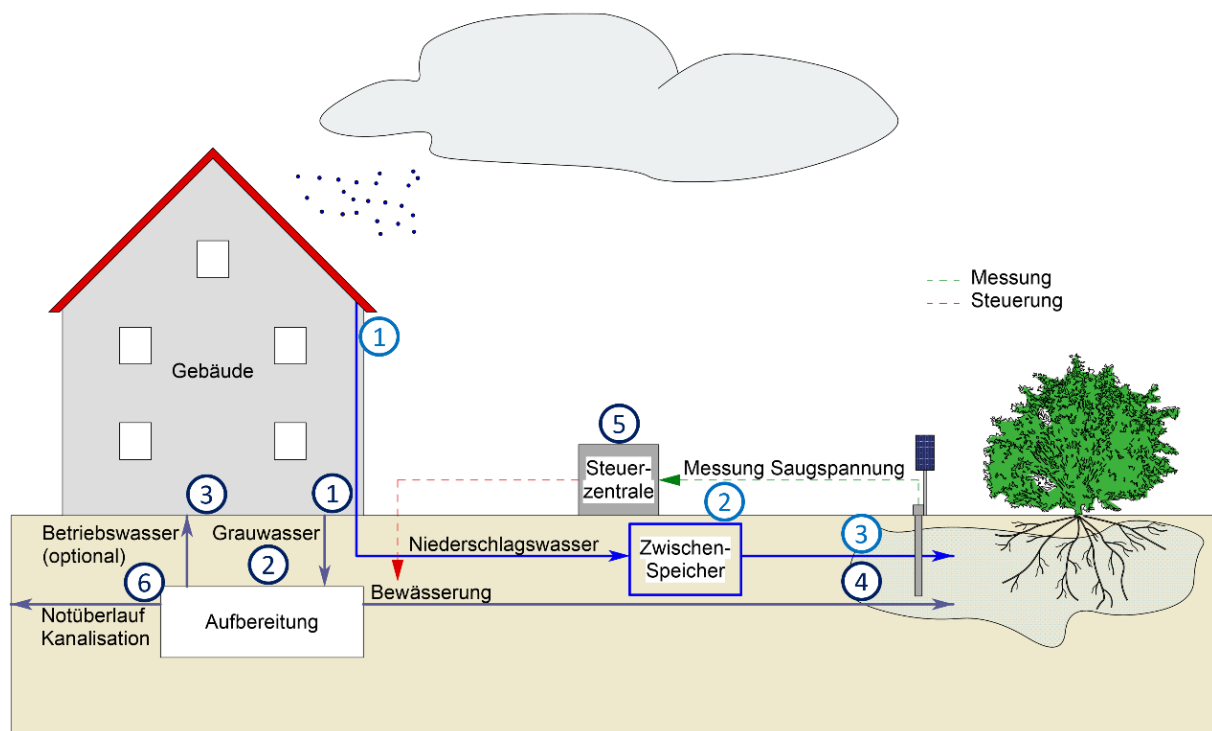 Messung
Steuerung
1
Gebäude
5
Steuer-
zentrale
Messung Saugspannung
2
3
1
Betriebswasser
(optional)
Grauwasser
2
Niederschlagswasser
Zwischen-
Speicher
3
6
Bewässerung
4
Notüberlauf
Kanalisation
Aufbereitung